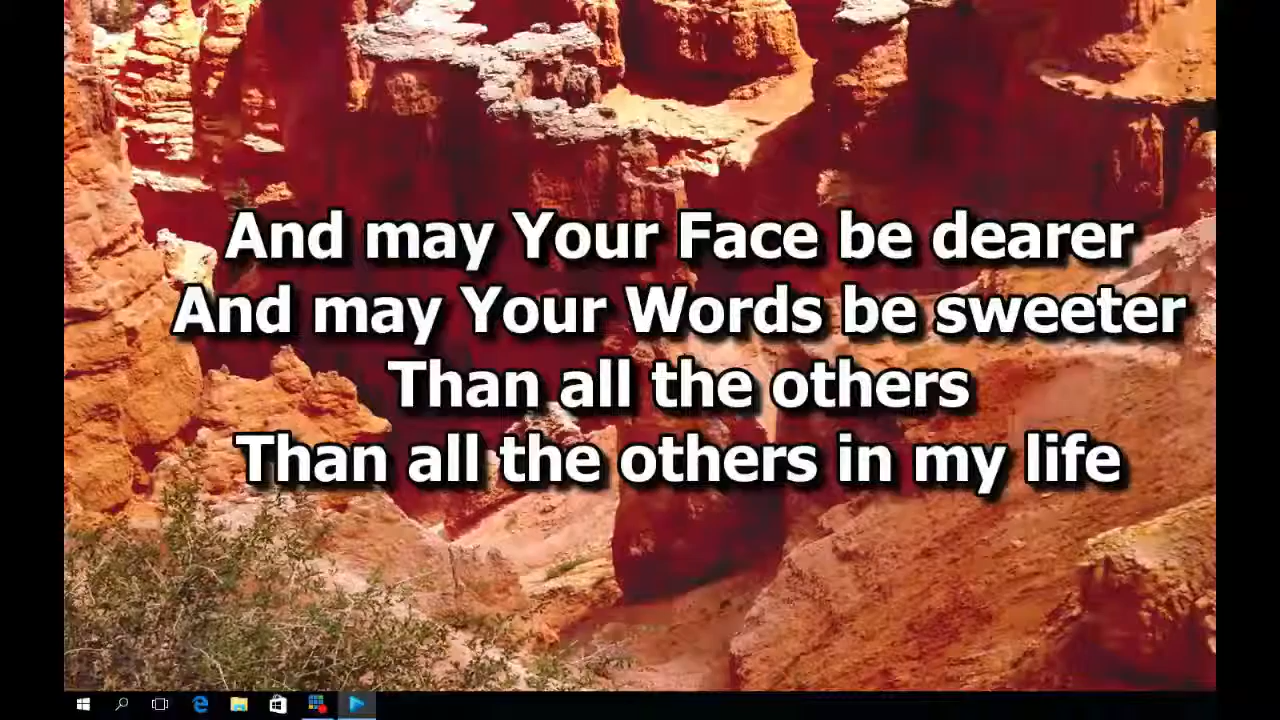 And may Your Face be dearer
And may Your Words be sweeter
Than all the others
Than all the others in my life